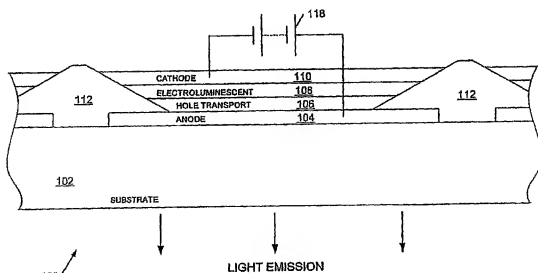 118
CATHODE 110
112 ELECTROLUMINESCENT 108 112
HOLE TRANSPORT 106
ANODE 104
102
SUBSTRATE
LIGHT EMISSION